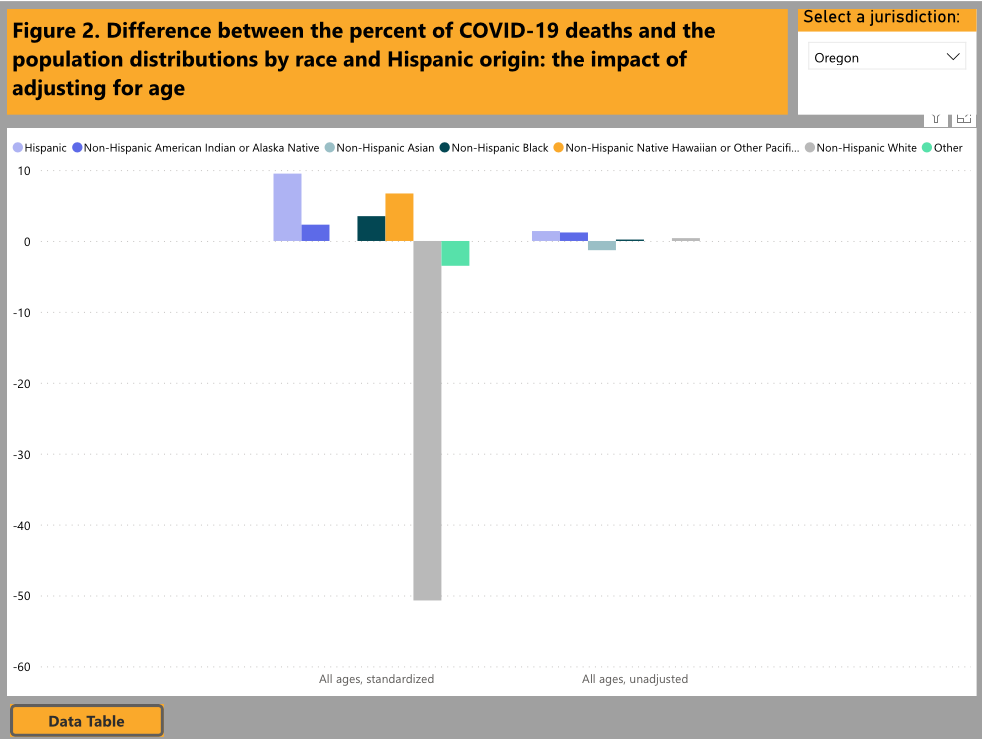 Figure 2. Difference between the percent of COVID-19 deaths and the
population distributions by race and Hispanic origin: the impact of
adjusting for age
Select a jurisdiction:
Oregon
Hispanic Non-Hispanic American Indian or Alaska Native Non-Hispanic Asian Non-Hispanic Black Non-Hispanic Native Hawaiian or Other Pacifi... Non-Hispanic White Other
10
0
-10
-20
-30
-40
-50
-60
All ages, standardized All ages, unadjusted
Data Table